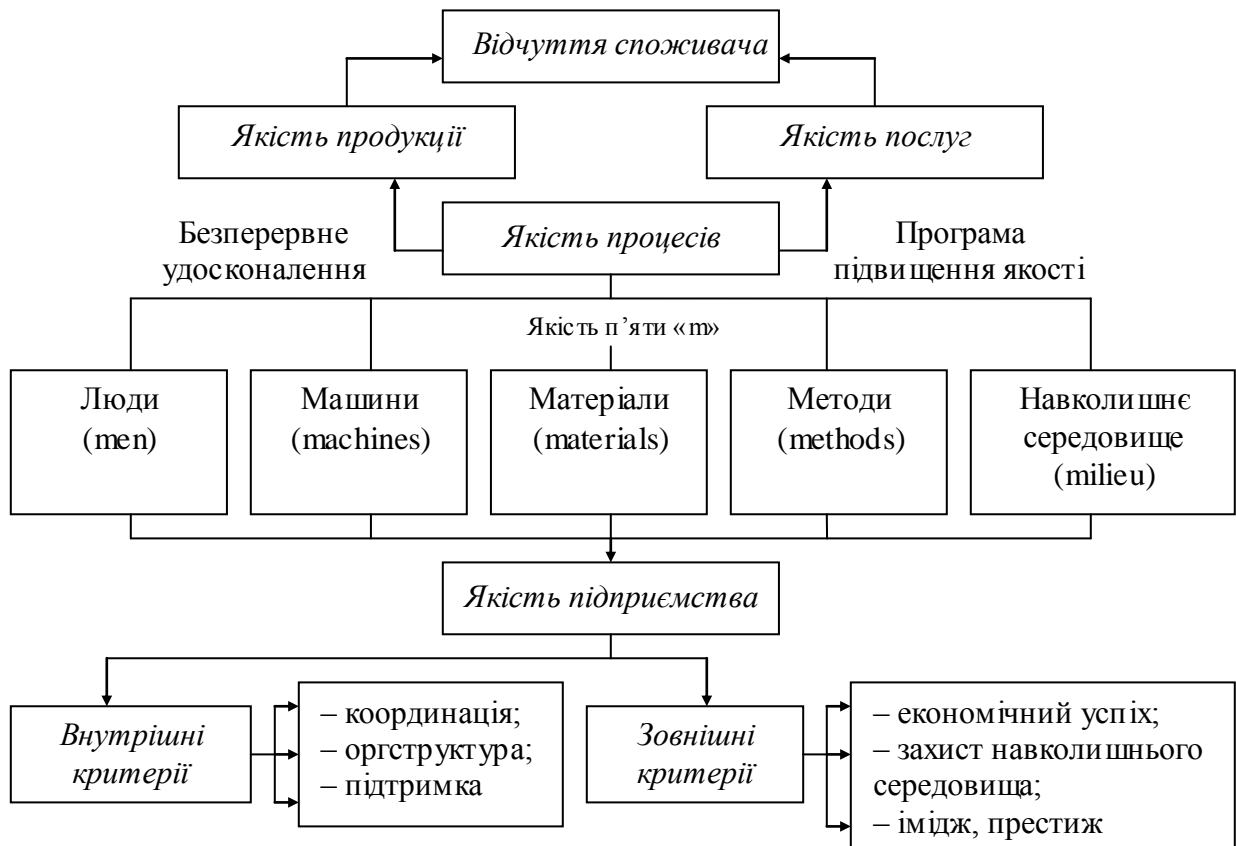 Відчуття споживача
Якість продукції
Якість послуг
Безперервне
удосконалення
Якість процесів
Програма
підвищення якості
Якість п’яти «m»
Люди
(men)
Машини
(machines)
Матеріали
(materials)
Методи
(methods)
Навколишнє
середовище
(milieu)
Якість підприємства
Внутрішні
критерії
– координація;
– оргструктура;
– підтримка
Зовнішні
критерії
– економічний успіх;
– захист навколишнього
середовища;
– імідж, престиж